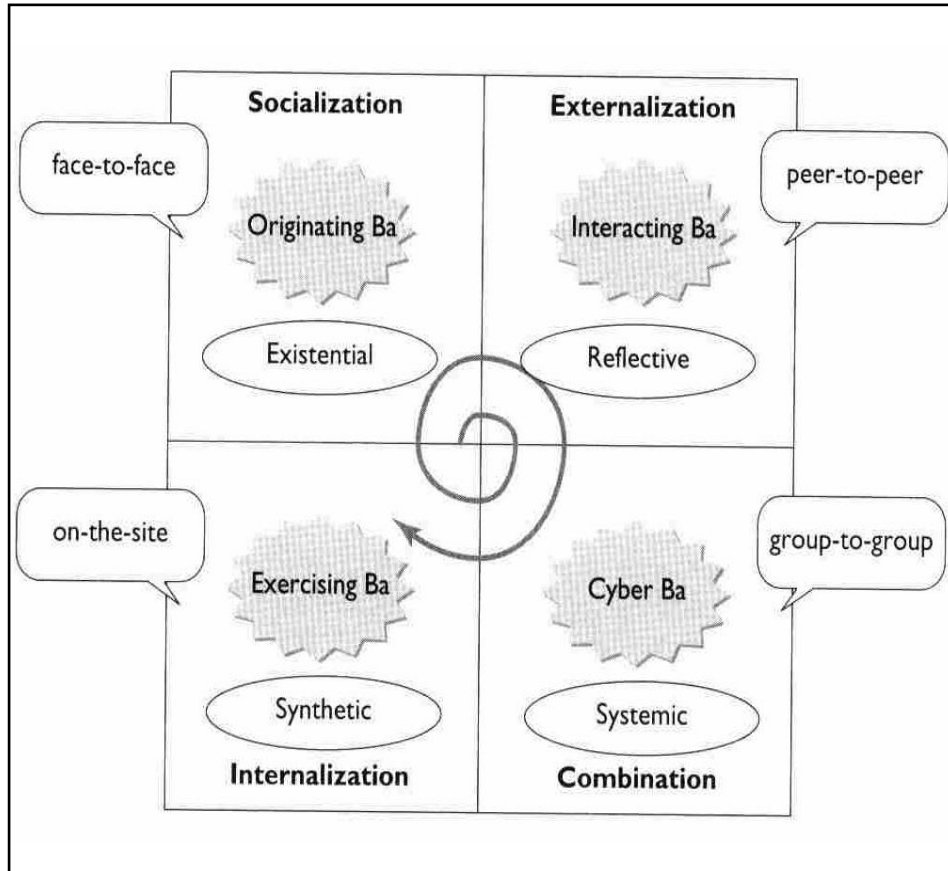 Socialization
Externalization
face-to-face
peer-to-peer
Originating Ba
Interacting Ba
Existential
Reflective
on-the-site
group-to-group
Exercising Ba
Cyber Ba
Synthetic
Systemic
Internalization
Combination